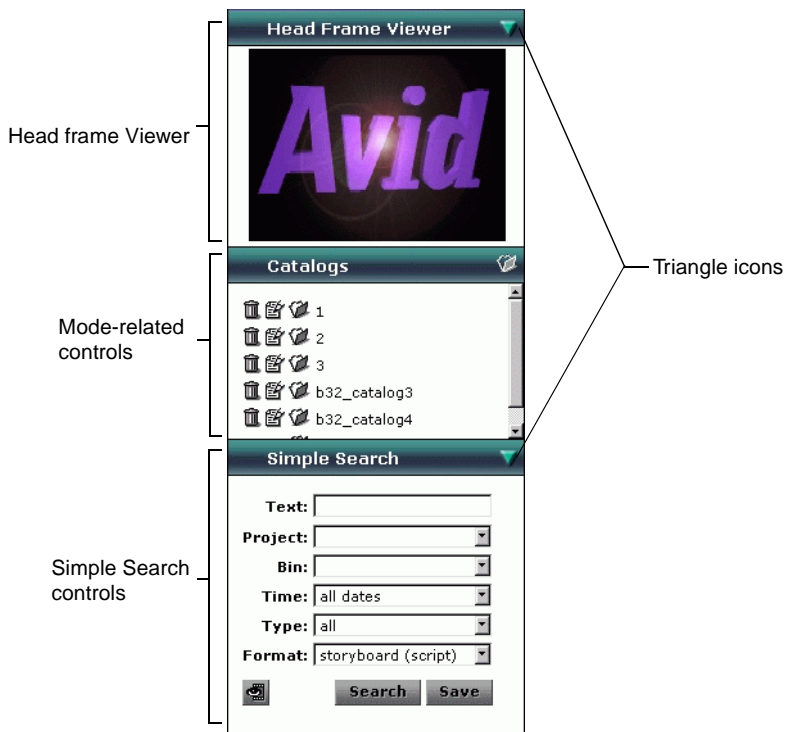 Head Frame Viewer
Avid
Head frame Viewer
Catalogs
Triangle icons
1
2
3
b32_catalog3
b32_catalog4
Mode-related
controls
Simple Search
Text:
Project:
Bin:
Time: all dates
Type: all
Format: storyboard (script)
Search Save
Simple Search
controls